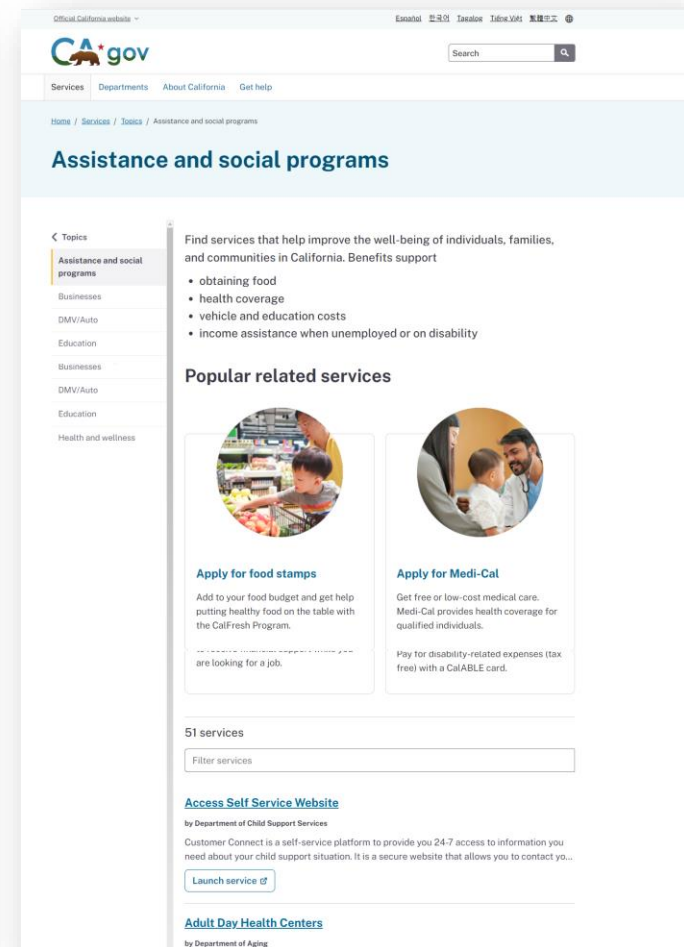 Official California website
Español 한국어 Tagalog Tiếng Việt 繁體中文
CA gov
Search
Services Departments About California Get help
Home / Services / Topics / Assistance and social programs
Assistance and social programs
Topics
Assistance and social
programs
Businesses
DMV/Auto
Education
Businesses
DMV/Auto
Education
Health and wellness
Find services that help improve the well-being of individuals, families,
and communities in California. Benefits support
• obtaining food
• health coverage
• vehicle and education costs
• income assistance when unemployed or on disability
Popular related services
Apply for food stamps
Add to your food budget and get help
putting healthy food on the table with
the CalFresh Program.
are looking for a job.
Apply for Medi-Cal
Get free or low-cost medical care.
Medi-Cal provides health coverage for
qualified individuals.
Pay for disability-related expenses (tax
free) with a CalABLE card.
51 services
Filter services
Access Self Service Website
by Department of Child Support Services
Customer Connect is a self-service platform to provide you 24-7 access to information you
need about your child support situation. It is a secure website that allows you to contact yo...
Launch service
Adult Day Health Centers
by Department of Aging